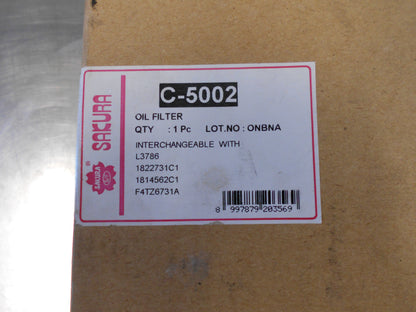 C-5002
SAKURA
®
SAKURA
OIL FILTER
QTY : 1 Pc LOT.NO : ONBNA
INTERCHANGEABLE WITH
L3786
1822731C1
1814562C1
F4TZ6731A
8 997879 203569